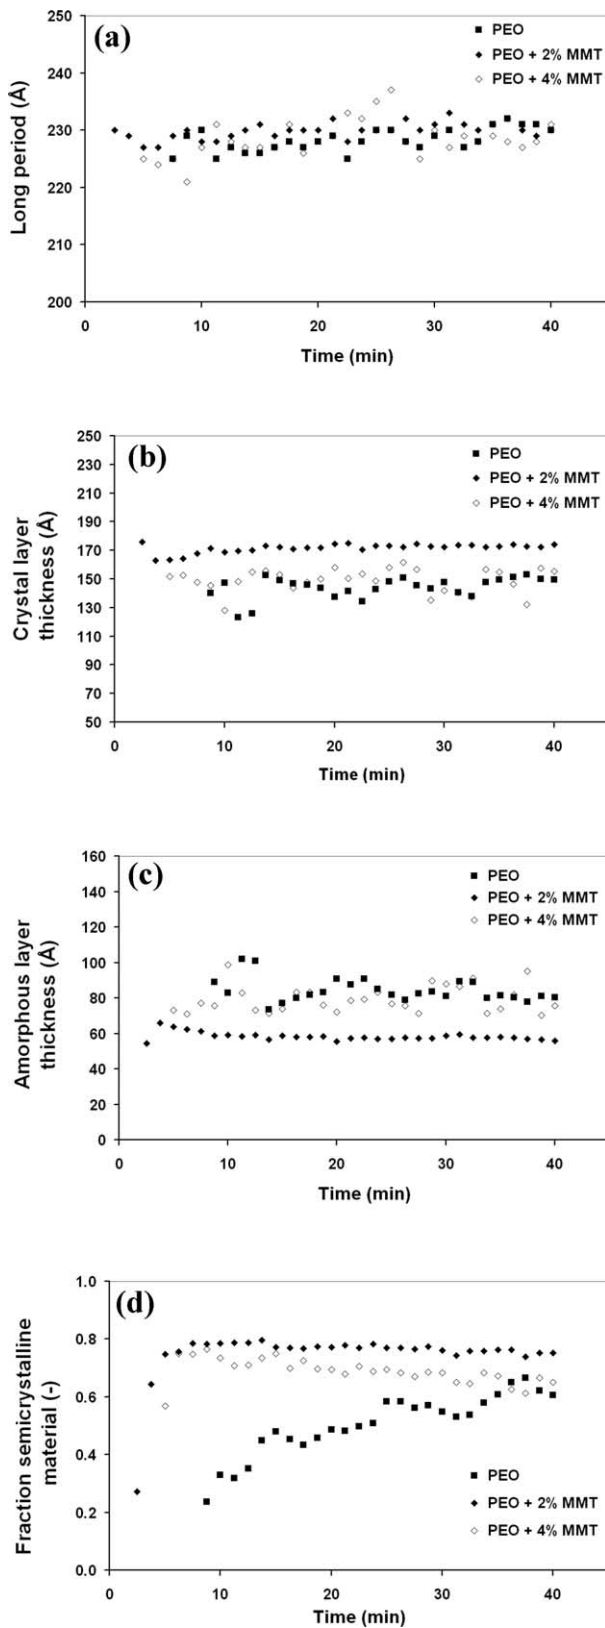 (a)
PEO
PEO + 2% MMT
PEO + 4% MMT
250
240
230
220
210
200
Long period (Å)
0 10 20 30 40
Time (min)
(b)
PEO
PEO + 2% MMT
PEO + 4% MMT
250
230
210
190
170
150
130
110
90
70
50
Crystal layer
thickness (Å)
0 10 20 30 40
Time (min)
(c)
PEO
PEO + 2% MMT
PEO + 4% MMT
160
140
120
100
80
60
40
20
0
Amorphous layer
thickness (Å)
0 10 20 30 40
Time (min)
(d)
1.0
0.8
0.6
0.4
0.2
0.0
Fraction semicrystalline
material (-)
PEO
PEO + 2% MMT
PEO + 4% MMT
0 10 20 30 40
Time (min)